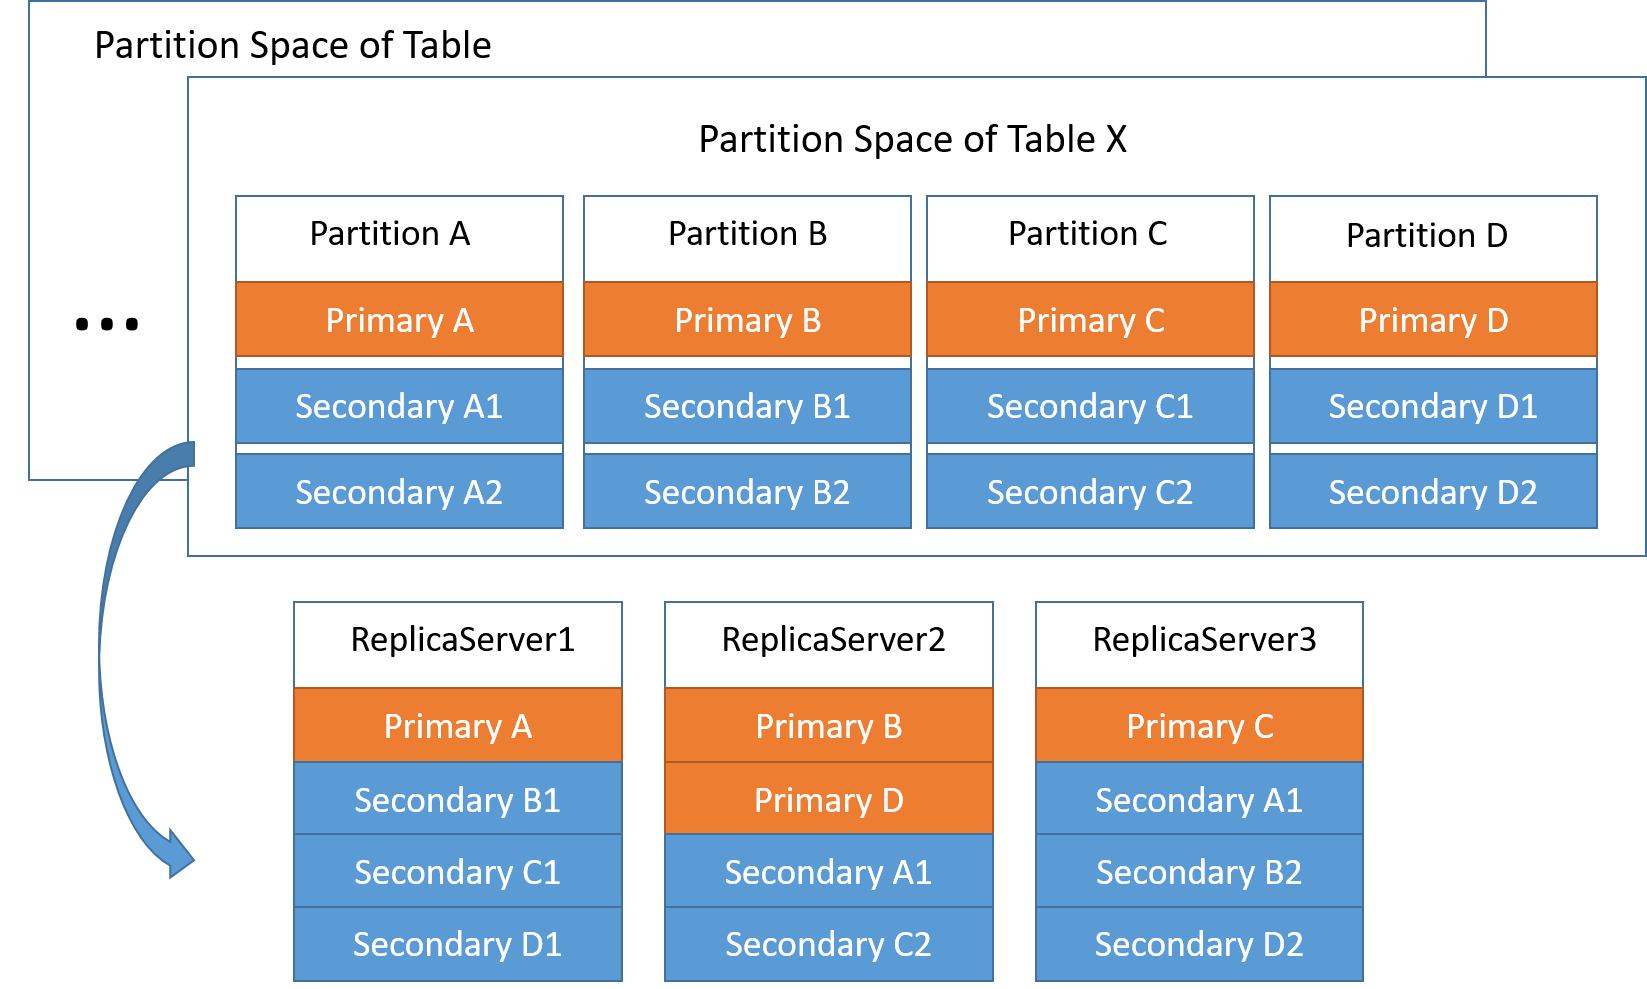 Partition Space of Table
Partition Space of Table X
Partition A
Partition B
Partition C
Partition D
...
Primary A
Primary B
Primary C
Primary D
Secondary A1
Secondary B1
Secondary C1
Secondary D1
Secondary A2
Secondary B2
Secondary C2
Secondary D2
ReplicaServer1
ReplicaServer2
ReplicaServer3
Primary A
Primary B
Primary C
Secondary B1
Primary D
Secondary A1
Secondary C1
Secondary A1
Secondary B2
Secondary D1
Secondary C2
Secondary D2